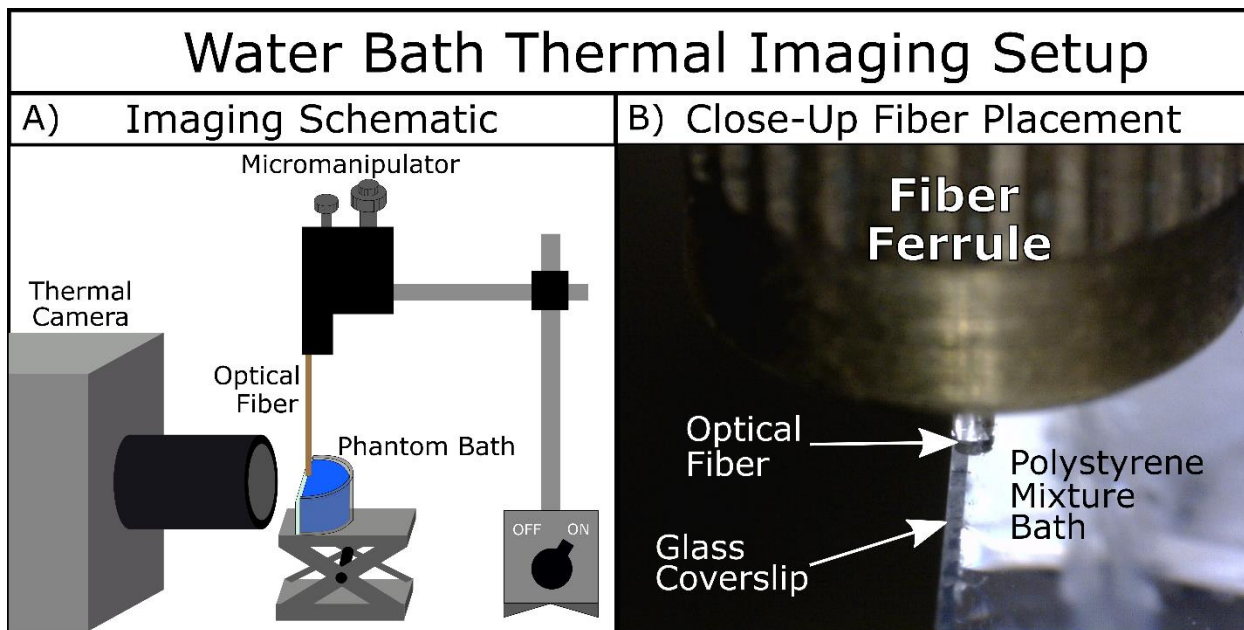 Water Bath Thermal Imaging Setup
A) Imaging Schematic
Micromanipulator
Thermal
Camera
Optical
Fiber
Phantom Bath
OFF ON
B) Close-Up Fiber Placement
Fiber
Ferrule
Optical
Fiber
Polystyrene
Mixture
Bath
Glass
Coverslip